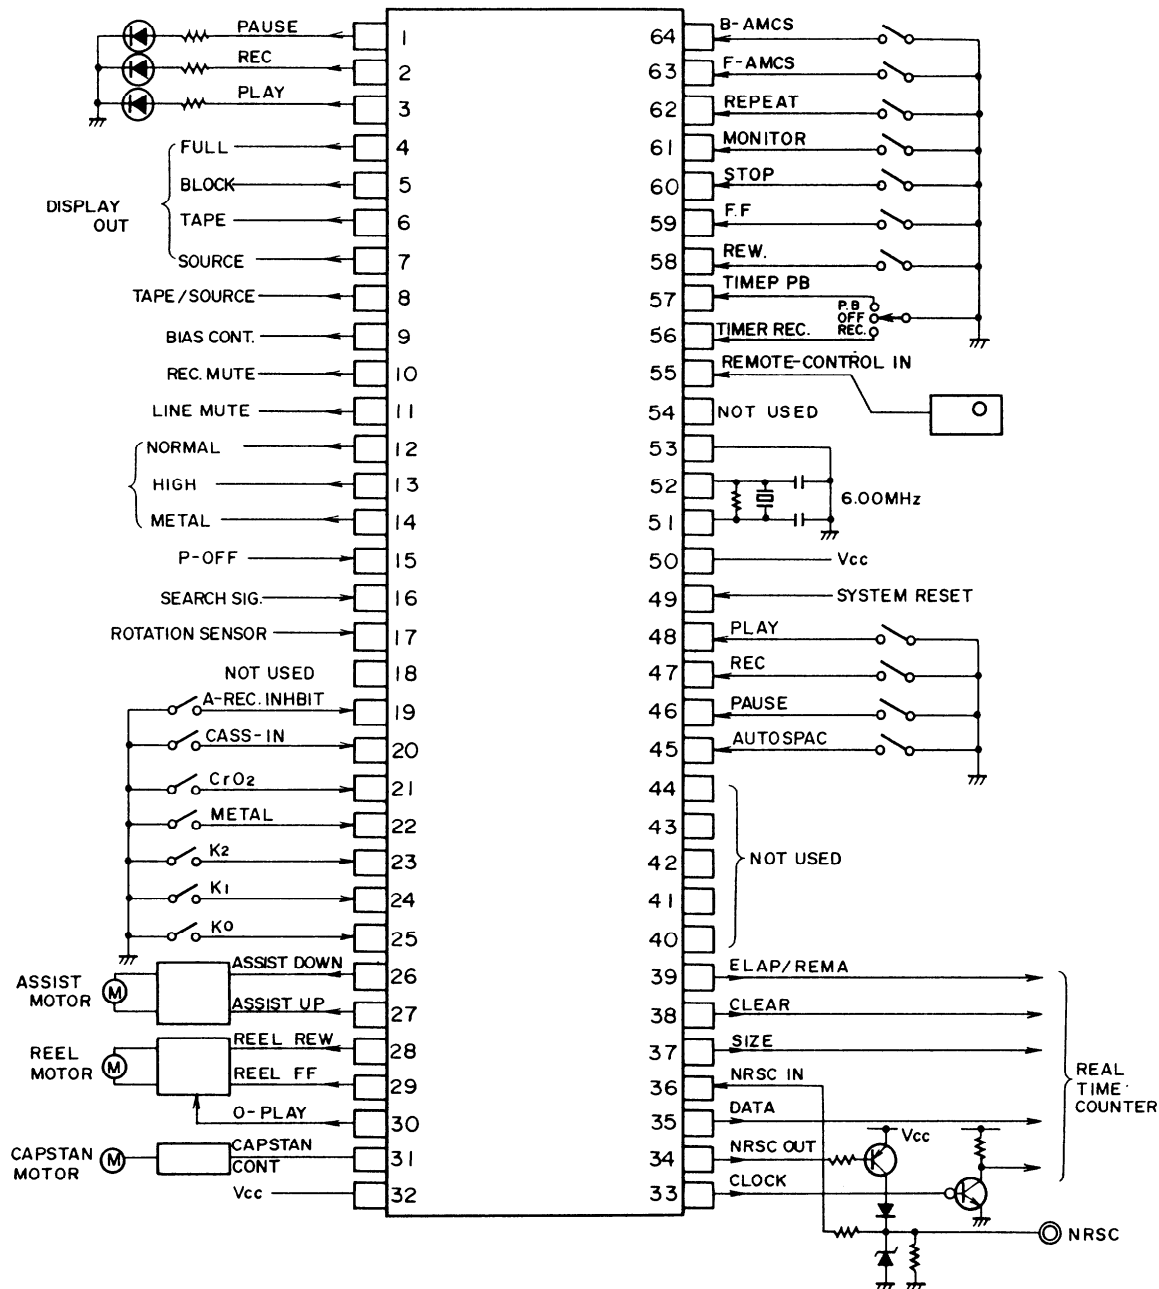 PAUSE 1
REC 2
PLAY 3
FULL 4
BLOCK 5
DISPLAY OUT
TAPE 6
SOURCE 7
TAPE/SOURCE 8
BIAS CONT. 9
REC. MUTE 10
LINE MUTE 11
NORMAL 12
HIGH 13
METAL 14
P-OFF 15
SEARCH SIG. 16
ROTATION SENSOR 17
NOT USED 18
A-REC. INHBIT 19
CASS-IN 20
CrO2 21
METAL 22
K2 23
K1 24
K0 25
ASSIST MOTOR
M
ASSIST DOWN 26
ASSIST UP 27
REEL MOTOR
M
REEL REW 28
REEL FF 29
O-PLAY 30
CAPSTAN MOTOR
M
CAPSTAN CONT 31
Vcc 32
64 B-AMCS
63 F-AMCS
62 REPEAT
61 MONITOR
60 STOP
59 F.F
58 REW.
57 TIMEP PB
P.B
OFF
REC.
56 TIMER REC.
55 REMOTE-CONTROL IN
54 NOT USED
53
52
6.00MHz
51
50 Vcc
49 SYSTEM RESET
48 PLAY
47 REC
46 PAUSE
45 AUTOSPAC
44
43
42 NOT USED
41
40
39 ELAP/REMA
38 CLEAR
37 SIZE
36 NRSC IN
REAL
TIME
COUNTER
35 DATA
34 NRSC OUT
Vcc
33 CLOCK
NRSC